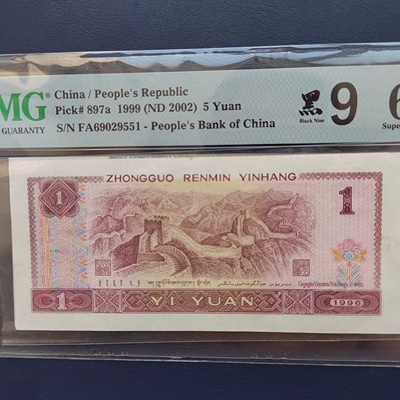 MG
GUARANTY
China / People's Republic
Pick# 897a 1999 (ND 2002) 5 Yuan
S/N FA69029551 - People's Bank of China
Black Nine
9
6
Supe
ZHONGGUO RENMIN YINHANG
1
1
1
YI YUAN
1996